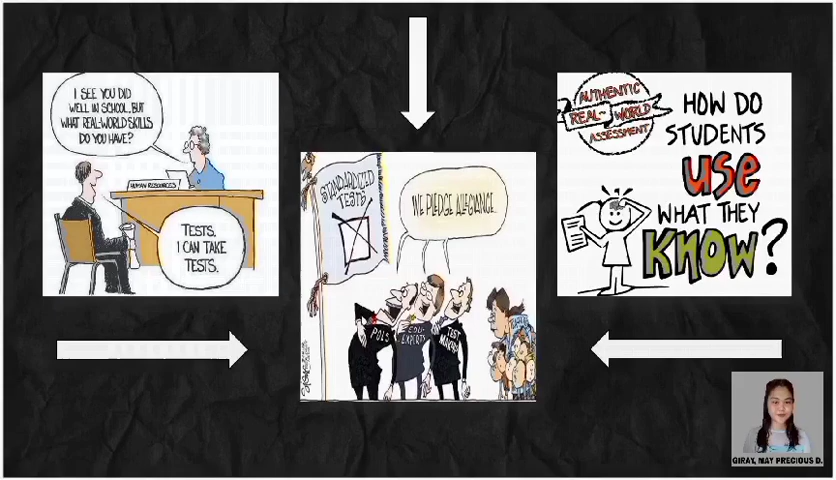 I SEE YOU DID
WELL IN SCHOOL, BUT
WHAT REAL-WORLD SKILLS
DO YOU HAVE?
HUMAN RESOURCES
TESTS.
I CAN TAKE
TESTS.
STANDARDIZED
TESTS
WE PLEDGE ALLEGIANCE
POLS
EDU-
EXPERTS
TEST
AUTHENTIC
REAL-WORLD
ASSESSMENT
HOW DO
STUDENTS
USE
WHAT THEY
KNOW?
GIRAY, MAY PRECIOUS D.